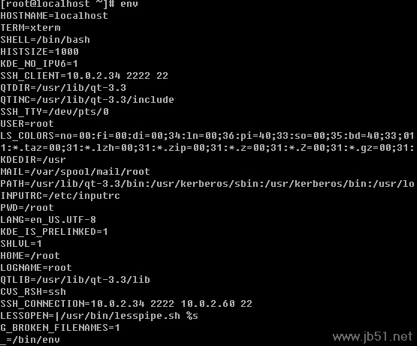 [root@localhost ~]# env
HOSTNAME=localhost
TERM=xterm
SHELL=/bin/bash
HISTSIZE=1000
KDE_NO_IPV6=1
SSH_CLIENT=10.0.2.34 2222 22
QTDIR=/usr/lib/qt-3.3
QTINC=/usr/lib/qt-3.3/include
SSH_TTY=/dev/pts/0
USER=root
LS_COLORS=no=00:fi=00:di=00;34:ln=00;36:pi=40;33:so=00;35:bd=40;33;01
1:*.taz=00;31:*.lzh=00;31:*.zip=00;31:*.z=00;31:*.Z=00;31:*.gz=00;31:
KDEDIR=/usr
MAIL=/var/spool/mail/root
PATH=/usr/lib/qt-3.3/bin:/usr/kerberos/sbin:/usr/kerberos/bin:/usr/lo
INPUTRC=/etc/inputrc
PWD=/root
LANG=en_US.UTF-8
KDE_IS_PRELINKED=1
SHLVL=1
HOME=/root
LOGNAME=root
QTLIB=/usr/lib/qt-3.3/lib
CVS_RSH=ssh
SSH_CONNECTION=10.0.2.34 2222 10.0.2.60 22
LESSOPEN=|/usr/bin/lesspipe.sh %s
G_BROKEN_FILENAMES=1
_=/bin/env
www.jb51.net